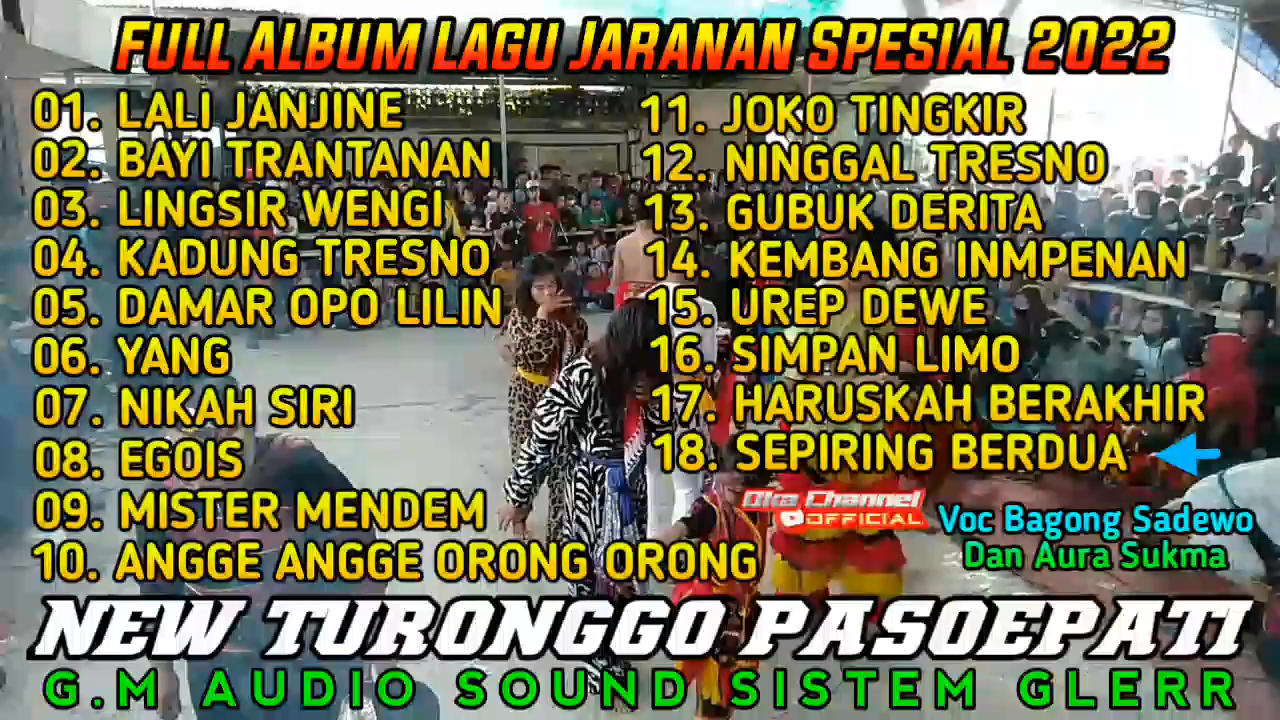 FULL ALBUM LAGU JARANAN SPESIAL 2022
01. LALI JANJINE
02. BAYI TRANTANAN
03. LINGSIR WENGI
04. KADUNG TRESNO
05. DAMAR OPO LILIN
06. YANG
07. NIKAH SIRI
08. EGOIS
09. MISTER MENDEM
10. ANGGE ANGGE ORONG ORONG
11. JOKO TINGKIR
12. NINGGAL TRESNO
13. GUBUK DERITA
14. KEMBANG INMPENAN
15. UREP DEWE
16. SIMPAN LIMO
17. HARUSKAH BERAKHIR
18. SEPIRING BERDUA
Oka Channel
OFFICIAL
Voc Bagong Sadewo
Dan Aura Sukma
NEW TURONGGO PASOEPATI
G.M AUDIO SOUND SISTEM GLERR